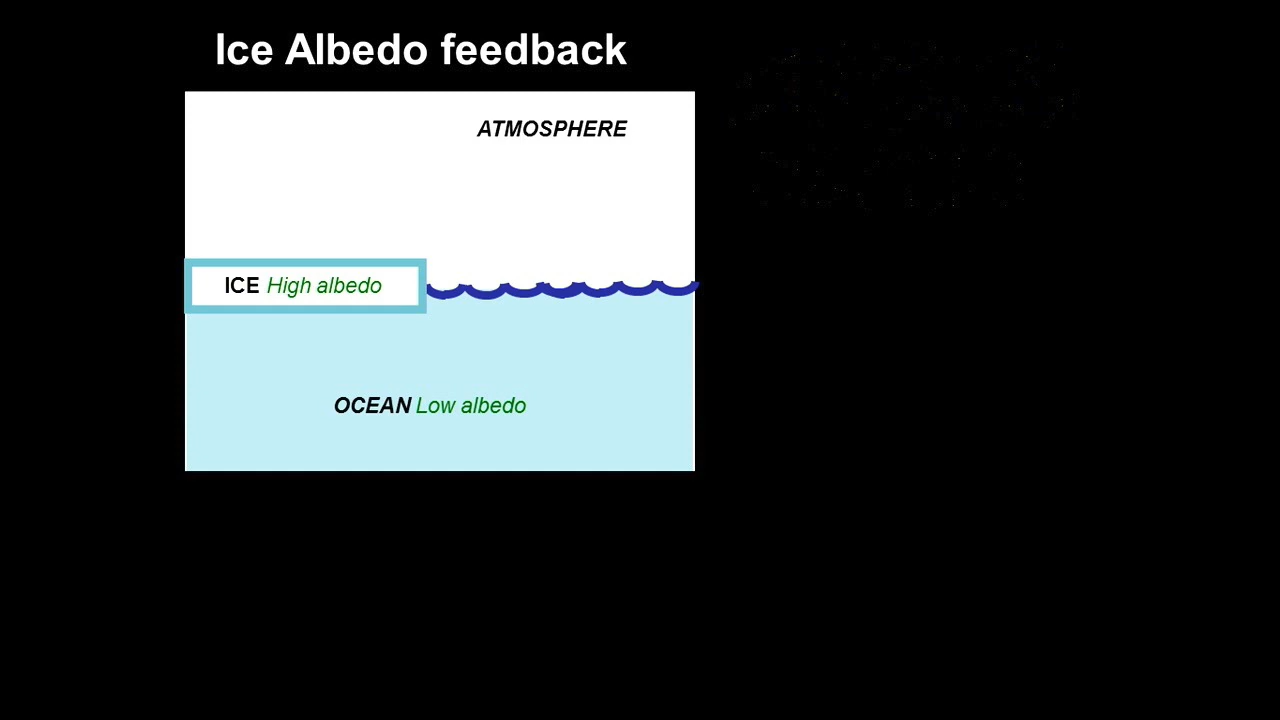 Ice Albedo feedback
ATMOSPHERE
ICE High albedo
OCEAN Low albedo